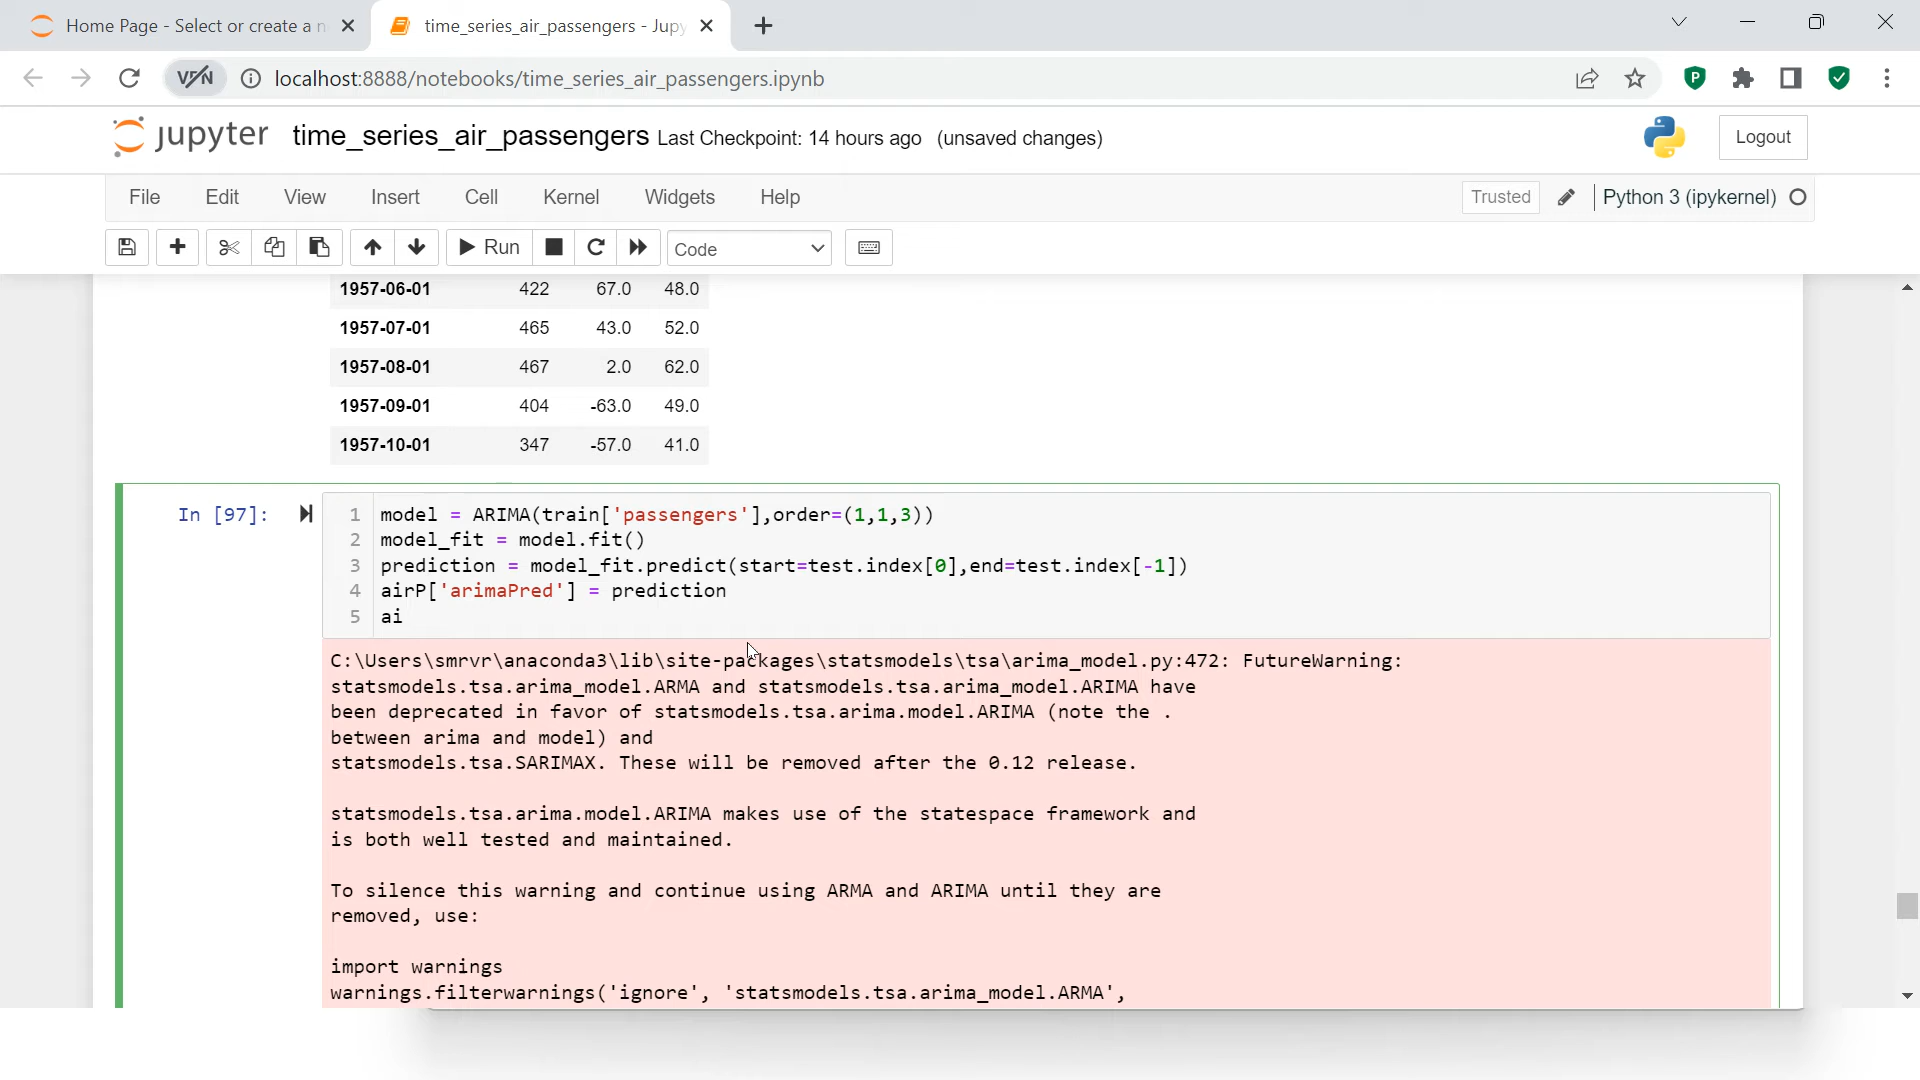 Home Page - Select or create a n
time_series_air_passengers - Jupy
VPN
localhost:8888/notebooks/time_series_air_passengers.ipynb
P
jupyter time_series_air_passengers Last Checkpoint: 14 hours ago (unsaved changes)
Logout
File Edit View Insert Cell Kernel Widgets Help
Trusted
Python 3 (ipykernel)
Run
Code
1957-06-01 422 67.0 48.0
1957-07-01 465 43.0 52.0
1957-08-01 467 2.0 62.0
1957-09-01 404 -63.0 49.0
1957-10-01 347 -57.0 41.0
In [97]:
1 model = ARIMA(train['passengers'],order=(1,1,3))
2 model_fit = model.fit()
3 prediction = model_fit.predict(start=test.index[0],end=test.index[-1])
4 airP['arimaPred'] = prediction
5 ai
C:\Users\smrvr\anaconda3\lib\site-packages\statsmodels\tsa\arima_model.py:472: FutureWarning:
statsmodels.tsa.arima_model.ARMA and statsmodels.tsa.arima_model.ARIMA have
been deprecated in favor of statsmodels.tsa.arima.model.ARIMA (note the .
between arima and model) and
statsmodels.tsa.SARIMAX. These will be removed after the 0.12 release.
statsmodels.tsa.arima.model.ARIMA makes use of the statespace framework and
is both well tested and maintained.
To silence this warning and continue using ARMA and ARIMA until they are
removed, use:
import warnings
warnings.filterwarnings('ignore', 'statsmodels.tsa.arima_model.ARMA',